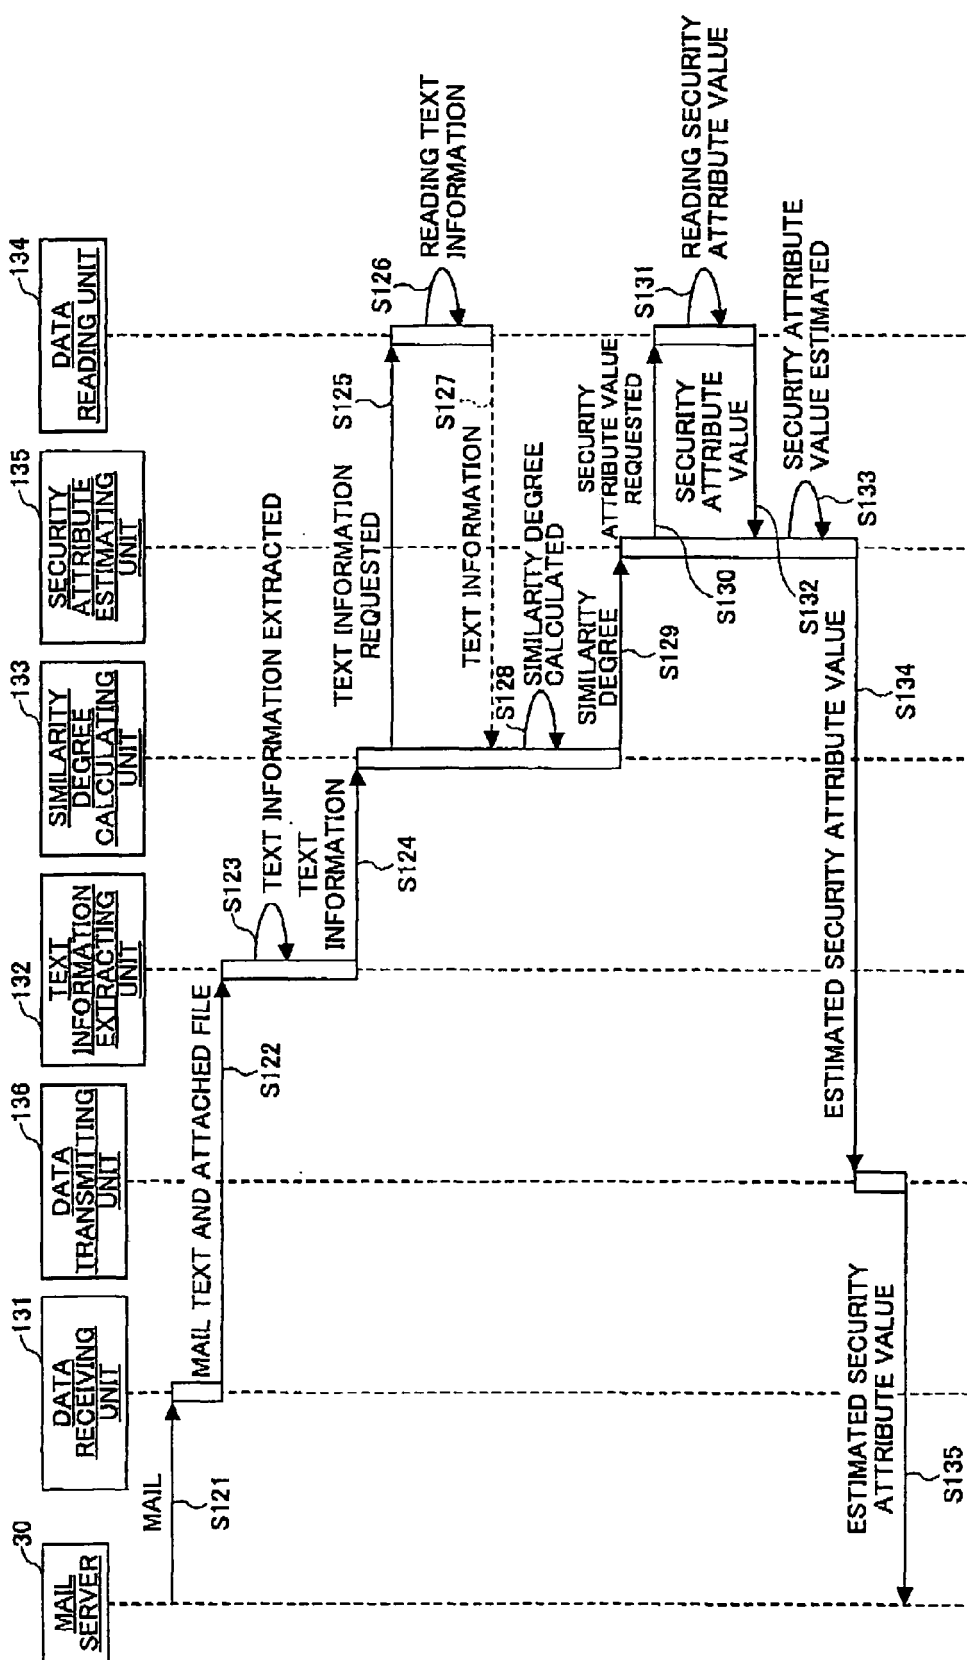 MAIL
SERVER
30
DATA
RECEIVING
UNIT
131
DATA
TRANSMITTING
UNIT
136
TEXT
INFORMATION
EXTRACTING
UNIT
132
SIMILARITY
DEGREE
CALCULATING
UNIT
133
SECURITY
ATTRIBUTE
ESTIMATING
UNIT
135
DATA
READING UNIT
134
MAIL
S121
MAIL TEXT AND ATTACHED FILE
S122
S123
TEXT INFORMATION EXTRACTED
TEXT
INFORMATION
S124
TEXT INFORMATION
REQUESTED
S125
S126
READING TEXT
INFORMATION
S127
TEXT INFORMATION
S128
SIMILARITY DEGREE
CALCULATED
SIMILARITY
DEGREE
S129
SECURITY
ATTRIBUTE VALUE
REQUESTED
S130
S131
READING SECURITY
ATTRIBUTE VALUE
SECURITY
ATTRIBUTE
VALUE
S132
SECURITY ATTRIBUTE
VALUE ESTIMATED
S133
ESTIMATED SECURITY ATTRIBUTE VALUE
S134
ESTIMATED SECURITY
ATTRIBUTE VALUE
S135